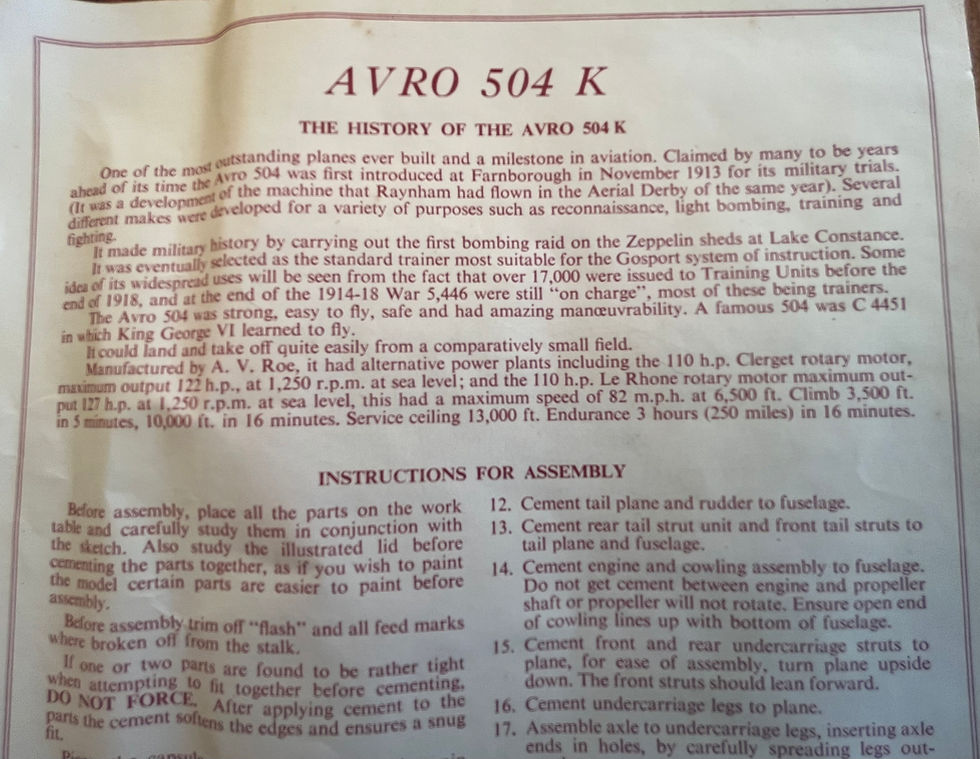 AVRO 504 K
THE HISTORY OF THE AVRO 504 K
One of the most outstanding planes ever built and a milestone in aviation. Claimed by many to be years
ahead of its time the Avro 504 was first introduced at Farnborough in November 1913 for its military trials.
(It was a development of the machine that Raynham had flown in the Aerial Derby of the same year). Several
different makes were developed for a variety of purposes such as reconnaissance, light bombing, training and
fighting.
It made military history by carrying out the first bombing raid on the Zeppelin sheds at Lake Constance.
It was eventually selected as the standard trainer most suitable for the Gosport system of instruction. Some
idea of its widespread uses will be seen from the fact that over 17,000 were issued to Training Units before the
end of 1918, and at the end of the 1914-18 War 5,446 were still "on charge", most of these being trainers.
The Avro 504 was strong, easy to fly, safe and had amazing manœuvrability. A famous 504 was C 4451
in which King George VI learned to fly.
It could land and take off quite easily from a comparatively small field.
Manufactured by A. V. Roe, it had alternative power plants including the 110 h.p. Clerget rotary motor,
maximum output 122 h.p., at 1,250 r.p.m. at sea level; and the 110 h.p. Le Rhone rotary motor maximum out-
put 127 h.p. at 1,250 r.p.m. at sea level, this had a maximum speed of 82 m.p.h. at 6,500 ft. Climb 3,500 ft.
in 5 minutes, 10,000 ft. in 16 minutes. Service ceiling 13,000 ft. Endurance 3 hours (250 miles) in 16 minutes.
INSTRUCTIONS FOR ASSEMBLY
Before assembly, place all the parts on the work
table and carefully study them in conjunction with
the sketch. Also study the illustrated lid before
cementing the parts together, as if you wish to paint
the model certain parts are easier to paint before
assembly.
Before assembly trim off "flash" and all feed marks
where broken off from the stalk.
If one or two parts are found to be rather tight
when attempting to fit together before cementing,
DO NOT FORCE. After applying cement to the
parts the cement softens the edges and ensures a snug
fit.
12. Cement tail plane and rudder to fuselage.
13. Cement rear tail strut unit and front tail struts to
tail plane and fuselage.
14. Cement engine and cowling assembly to fuselage.
Do not get cement between engine and propeller
shaft or propeller will not rotate. Ensure open end
of cowling lines up with bottom of fuselage.
15. Cement front and rear undercarriage struts to
plane, for ease of assembly, turn plane upside
down. The front struts should lean forward.
16. Cement undercarriage legs to plane.
17. Assemble axle to undercarriage legs, inserting axle
ends in holes, by carefully spreading legs out-